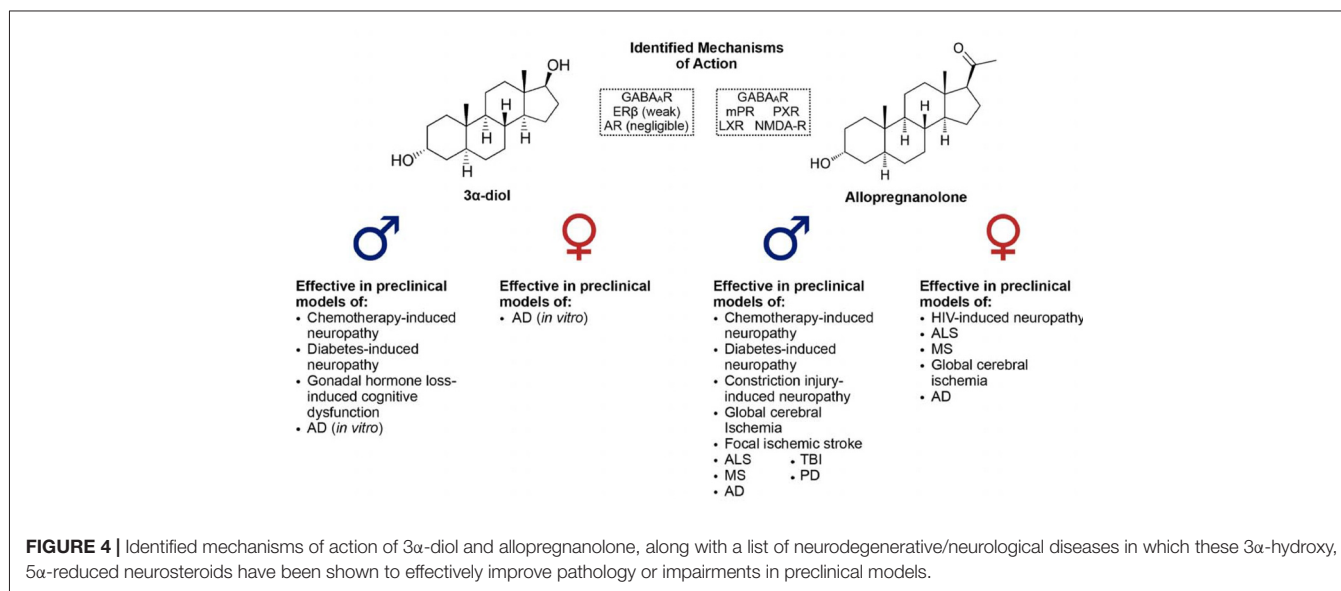 Identified Mechanisms
of Action
OH
H
H
H
H
HO
3α-diol
GABAAR
ERβ (weak)
AR (negligible)
GABAAR
mPR PXR
LXR NMDA-R
O
H
H
H
H
HO
Allopregnanolone
♂
Effective in preclinical
models of:
• Chemotherapy-induced
neuropathy
• Diabetes-induced
neuropathy
• Gonadal hormone loss-
induced cognitive
dysfunction
• AD (in vitro)
♀
Effective in preclinical
models of:
• AD (in vitro)
♂
Effective in preclinical
models of:
• Chemotherapy-induced
neuropathy
• Diabetes-induced
neuropathy
• Constriction injury-
induced neuropathy
• Global cerebral
Ischemia
• Focal ischemic stroke
• ALS • TBI
• MS • PD
• AD
♀
Effective in preclinical
models of:
• HIV-induced neuropathy
• ALS
• MS
• Global cerebral
ischemia
• AD
FIGURE 4 | Identified mechanisms of action of 3α-diol and allopregnanolone, along with a list of neurodegenerative/neurological diseases in which these 3α-hydroxy,
5α-reduced neurosteroids have been shown to effectively improve pathology or impairments in preclinical models.